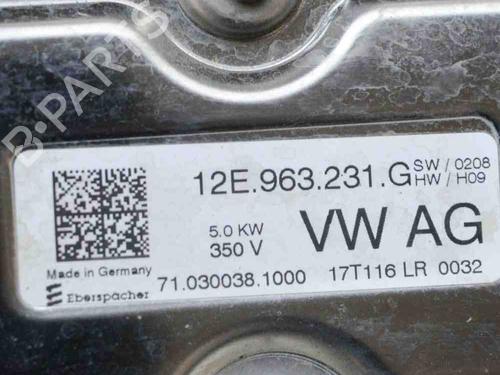 B-PARTS
12E.963.231.G SW / 0208
HW / H09
5.0 KW
350 V
VW AG
Made in Germany
Eberspächer
71.030038.1000 17T116 LR 0032